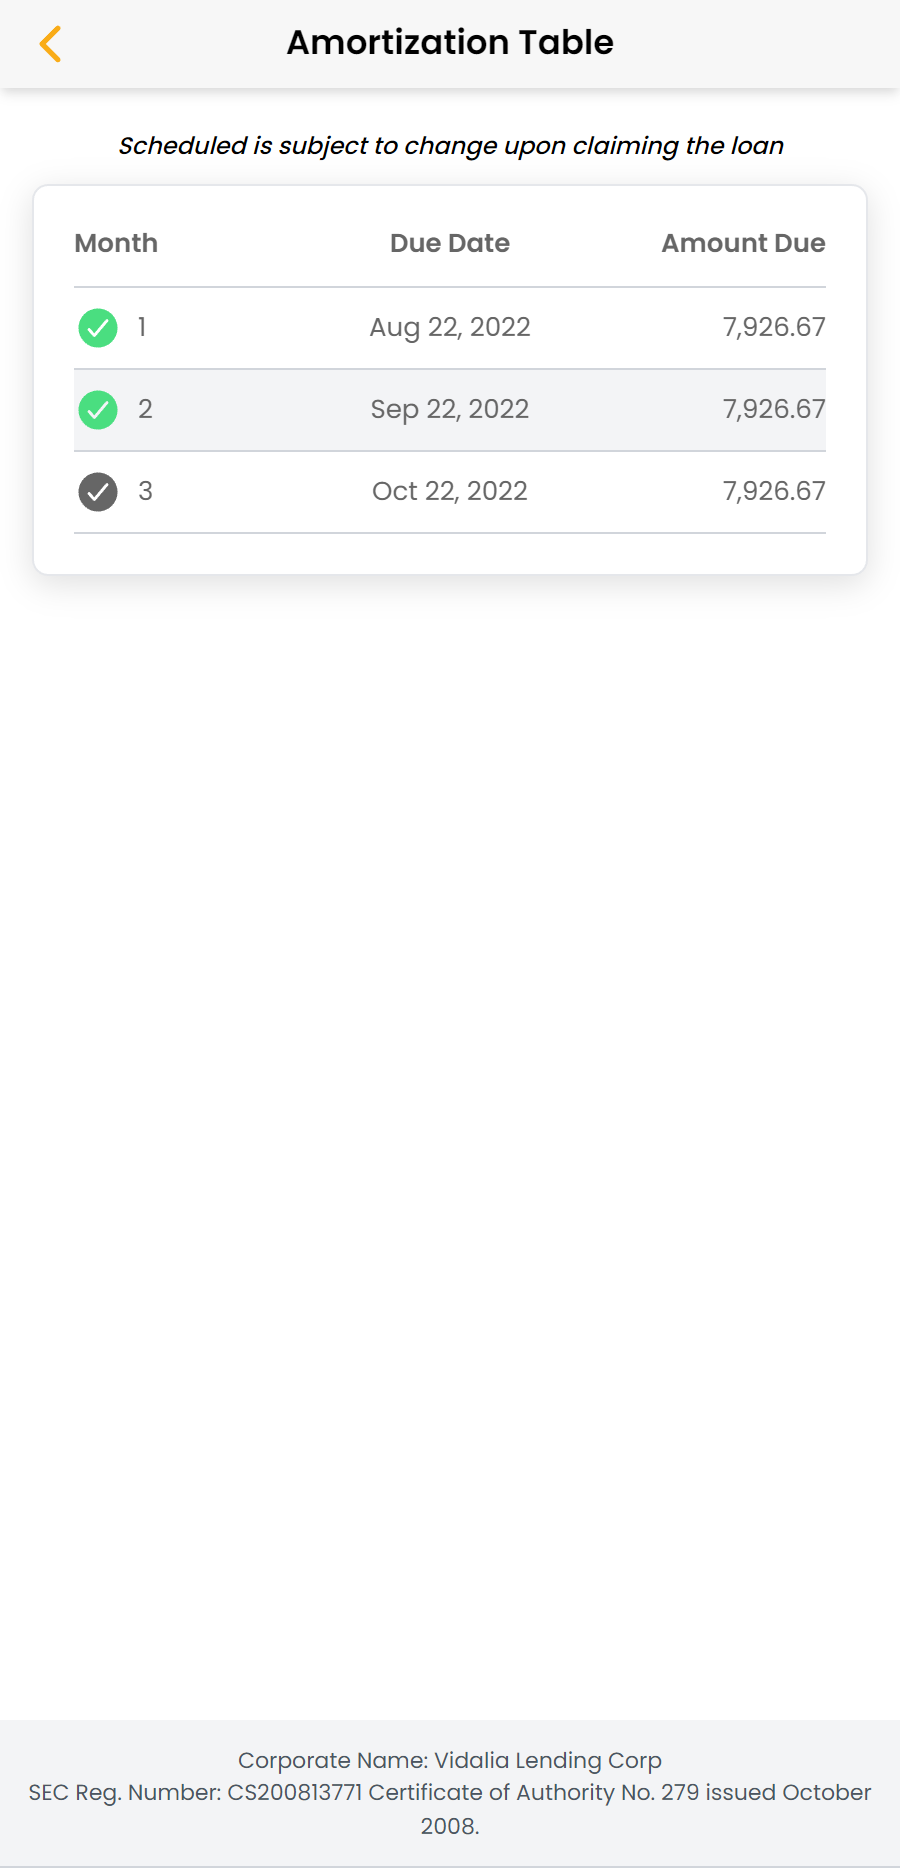 Amortization Table
Scheduled is subject to change upon claiming the loan
Month Due Date Amount Due
1 Aug 22, 2022 7,926.67
2 Sep 22, 2022 7,926.67
3 Oct 22, 2022 7,926.67
Corporate Name: Vidalia Lending Corp
SEC Reg. Number: CS200813771 Certificate of Authority No. 279 issued October
2008.